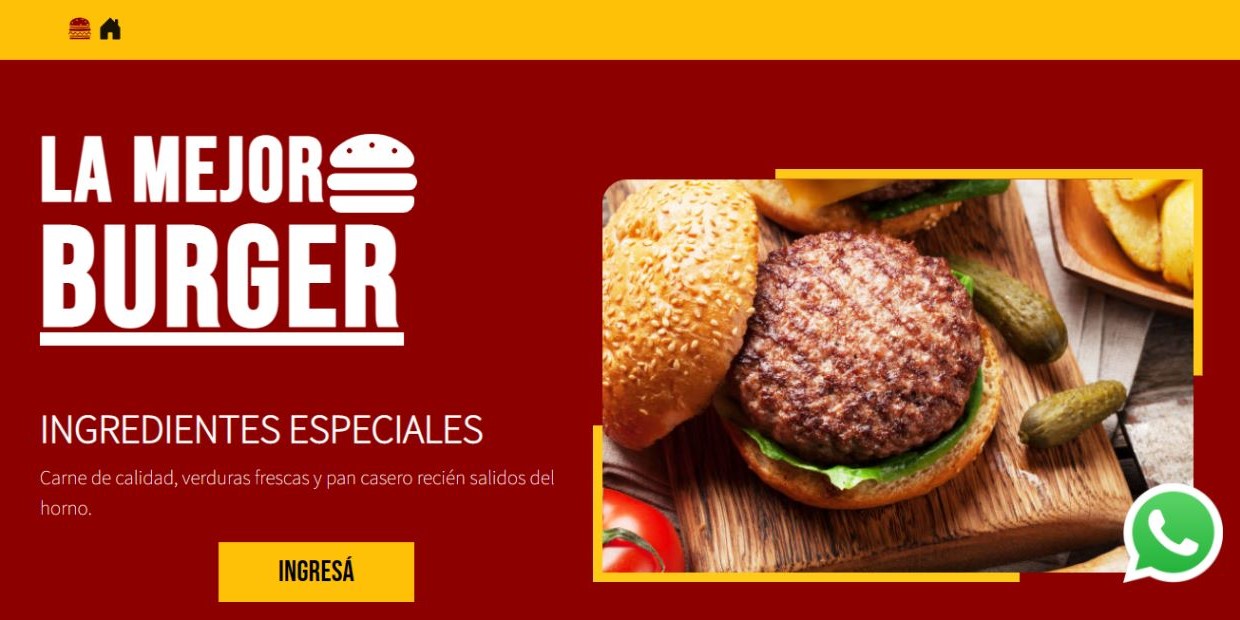 LA MEJOR
BURGER
INGREDIENTES ESPECIALES
Carne de calidad, verduras frescas y pan casero recién salidos del
horno.
INGRESÁ